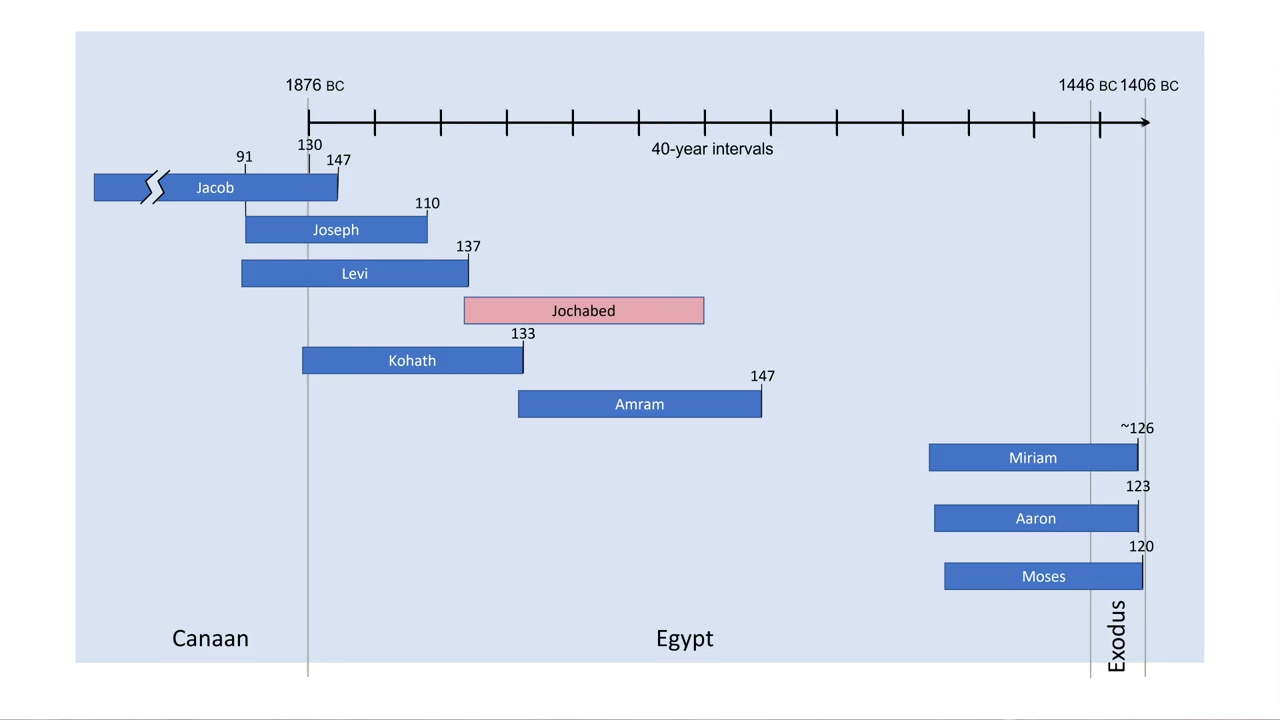 1876 BC
1446 BC
1406 BC
40-year intervals
91
130
147
Jacob
110
Joseph
137
Levi
Jochabed
133
Kohath
147
Amram
~126
Miriam
123
Aaron
120
Moses
Canaan
Egypt
Exodus